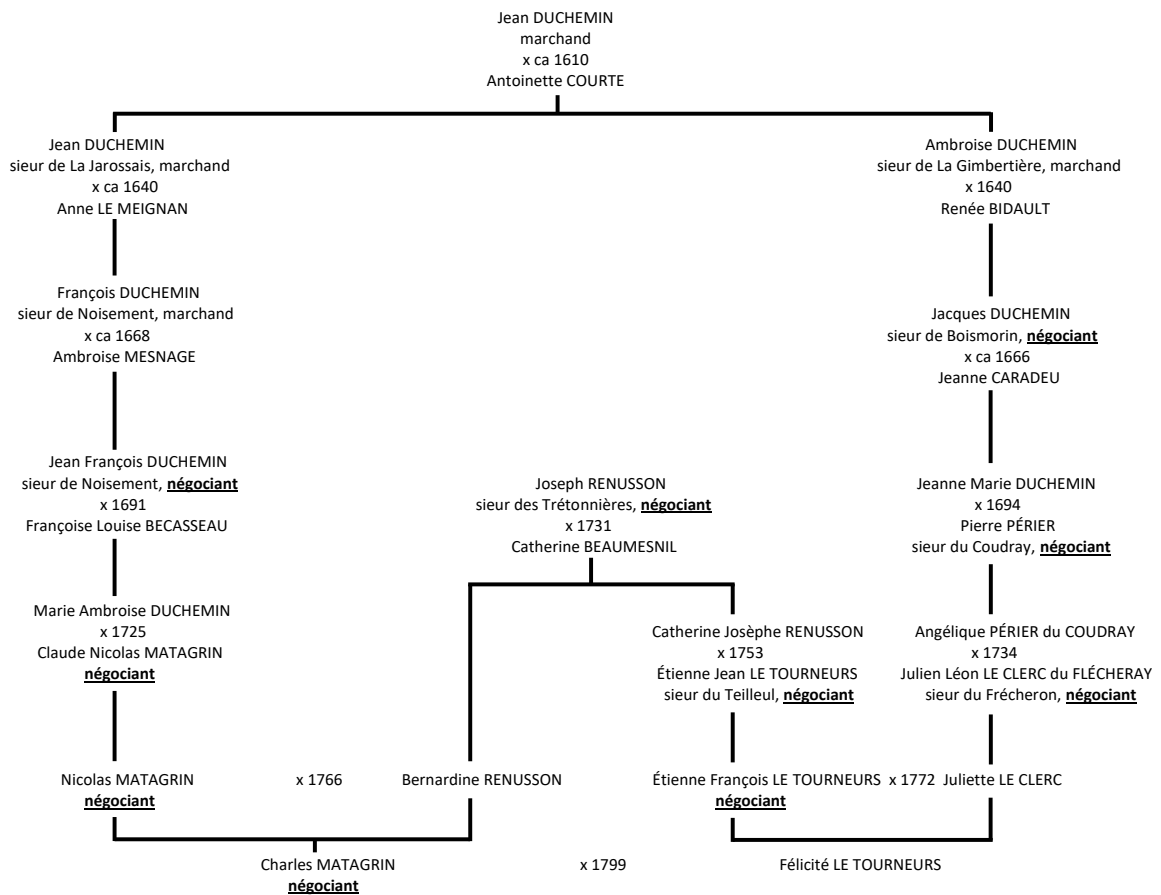 Jean DUCHEMIN
marchand
x ca 1610
Antoinette COURTE
Jean DUCHEMIN
sieur de La Jarossais, marchand
x ca 1640
Anne LE MEIGNAN
Ambroise DUCHEMIN
sieur de La Gimbertière, marchand
x 1640
Renée BIDAULT
François DUCHEMIN
sieur de Noisement, marchand
x ca 1668
Ambroise MESNAGE
Jacques DUCHEMIN
sieur de Boismorin, négociant
x ca 1666
Jeanne CARADEU
Jean François DUCHEMIN
sieur de Noisement, négociant
x 1691
Françoise Louise BECASSEAU
Joseph RENUSSON
sieur des Trétonnières, négociant
x 1731
Catherine BEAUMESNIL
Jeanne Marie DUCHEMIN
x 1694
Pierre PÉRIER
sieur du Coudray, négociant
Marie Ambroise DUCHEMIN
x 1725
Claude Nicolas MATAGRIN
négociant
Catherine Josèphe RENUSSON
x 1753
Étienne Jean LE TOURNEURS
sieur du Teilleul, négociant
Angélique PÉRIER du COUDRAY
x 1734
Julien Léon LE CLERC du FLÉCHERAY
sieur du Frécheron, négociant
Nicolas MATAGRIN x 1766 Bernardine RENUSSON
négociant
Étienne François LE TOURNEURS x 1772 Juliette LE CLERC
négociant
Charles MATAGRIN x 1799 Félicité LE TOURNEURS
négociant